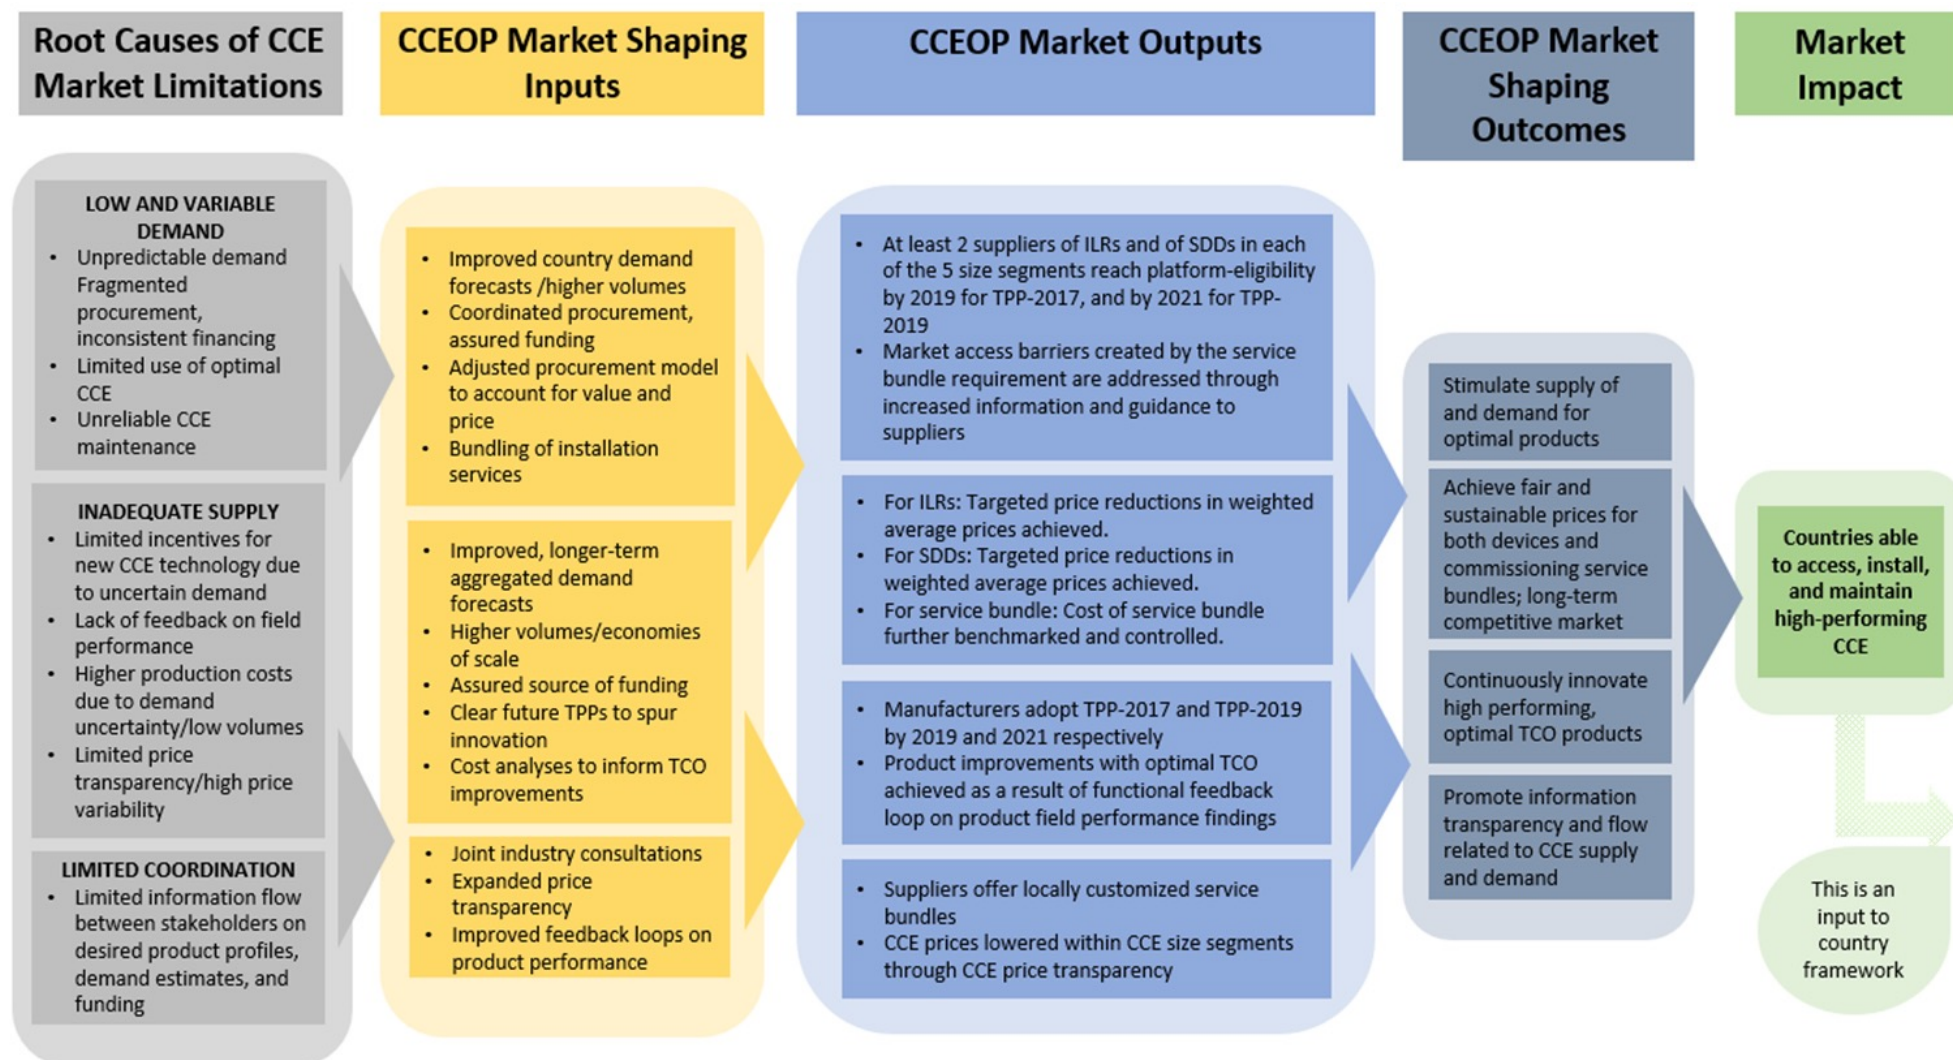 Root Causes of CCE
Market Limitations
CCEOP Market Shaping
Inputs
CCEOP Market Outputs
CCEOP Market
Shaping
Outcomes
Market
Impact
LOW AND VARIABLE
DEMAND
• Unpredictable demand
Fragmented
procurement,
inconsistent financing
• Limited use of optimal
CCE
• Unreliable CCE
maintenance
INADEQUATE SUPPLY
• Limited incentives for
new CCE technology due
to uncertain demand
• Lack of feedback on field
performance
• Higher production costs
due to demand
uncertainty/low volumes
• Limited price
transparency/high price
variability
LIMITED COORDINATION
• Limited information flow
between stakeholders on
desired product profiles,
demand estimates, and
funding
• Improved country demand
forecasts /higher volumes
• Coordinated procurement,
assured funding
• Adjusted procurement model
to account for value and
price
• Bundling of installation
services
• Improved, longer-term
aggregated demand
forecasts
• Higher volumes/economies
of scale
• Assured source of funding
• Clear future TPPs to spur
innovation
• Cost analyses to inform TCO
improvements
• Joint industry consultations
• Expanded price
transparency
• Improved feedback loops on
product performance
• At least 2 suppliers of ILRs and of SDDs in each
of the 5 size segments reach platform-eligibility
by 2019 for TPP-2017, and by 2021 for TPP-
2019
• Market access barriers created by the service
bundle requirement are addressed through
increased information and guidance to
suppliers
• For ILRs: Targeted price reductions in weighted
average prices achieved.
• For SDDs: Targeted price reductions in
weighted average prices achieved.
• For service bundle: Cost of service bundle
further benchmarked and controlled.
• Manufacturers adopt TPP-2017 and TPP-2019
by 2019 and 2021 respectively
• Product improvements with optimal TCO
achieved as a result of functional feedback
loop on product field performance findings
• Suppliers offer locally customized service
bundles
• CCE prices lowered within CCE size segments
through CCE price transparency
Stimulate supply of
and demand for
optimal products
Achieve fair and
sustainable prices for
both devices and
commissioning service
bundles; long-term
competitive market
Continuously innovate
high performing,
optimal TCO products
Promote information
transparency and flow
related to CCE supply
and demand
Countries able
to access, install,
and maintain
high-performing
CCE
This is an
input to
country
framework